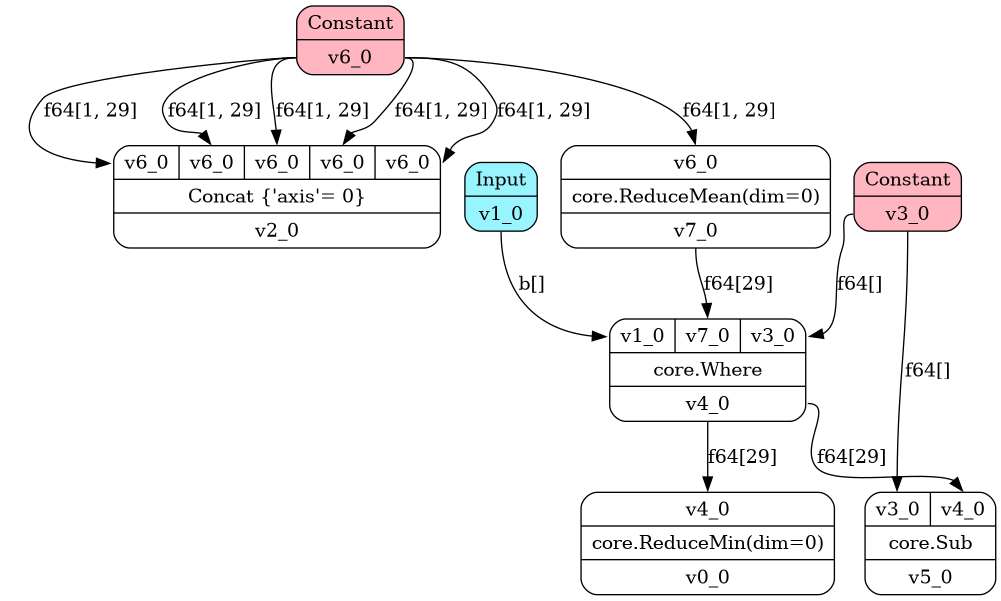 Constant
v6_0
f64[1, 29] f64[1, 29] f64[1, 29] f64[1, 29] f64[1, 29] f64[1, 29]
v6_0 v6_0 v6_0 v6_0 v6_0
Concat {'axis'= 0}
v2_0
Input
v1_0
v6_0
core.ReduceMean(dim=0)
v7_0
Constant
v3_0
b[] f64[29] f64[]
v1_0 v7_0 v3_0
core.Where
v4_0
f64[]
f64[29] f64[29]
v4_0
core.ReduceMin(dim=0)
v0_0
v3_0 v4_0
core.Sub
v5_0